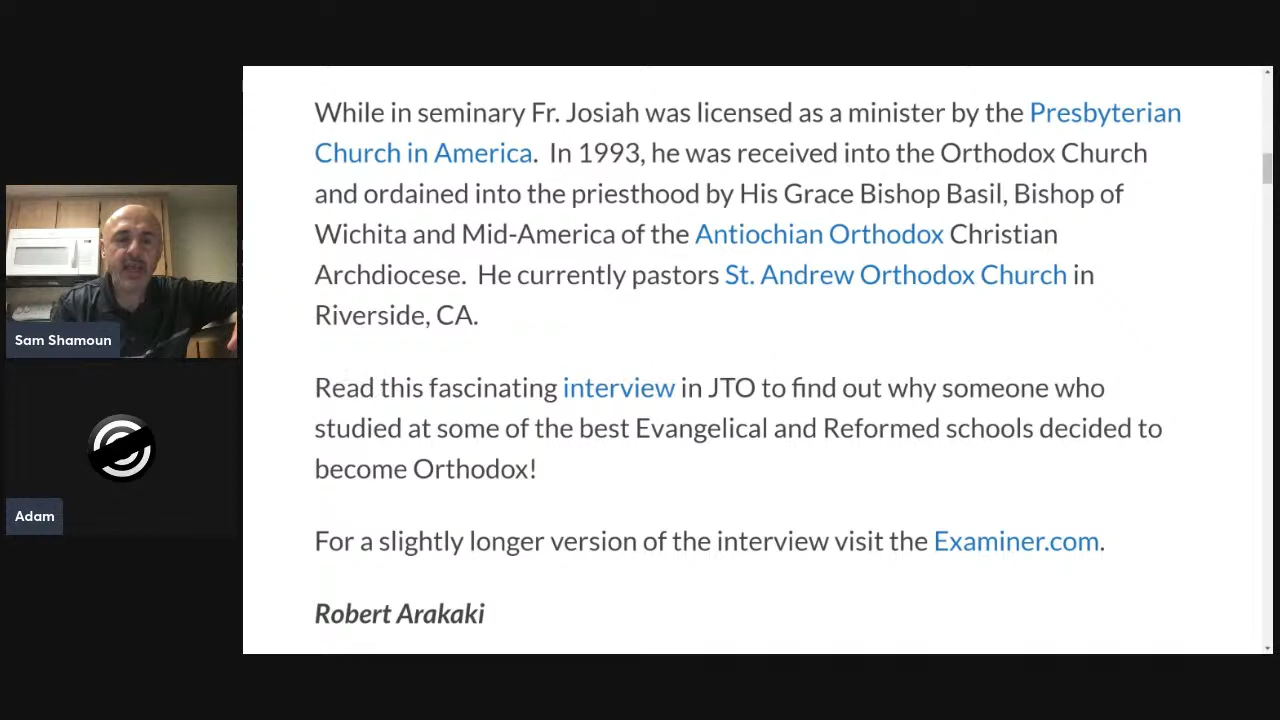 While in seminary Fr. Josiah was licensed as a minister by the Presbyterian
Church in America.  In 1993, he was received into the Orthodox Church
and ordained into the priesthood by His Grace Bishop Basil, Bishop of
Wichita and Mid-America of the Antiochian Orthodox Christian
Archdiocese.  He currently pastors St. Andrew Orthodox Church in
Riverside, CA.
Read this fascinating interview in JTO to find out why someone who
studied at some of the best Evangelical and Reformed schools decided to
become Orthodox!
For a slightly longer version of the interview visit the Examiner.com.
Robert Arakaki
Sam Shamoun
Adam